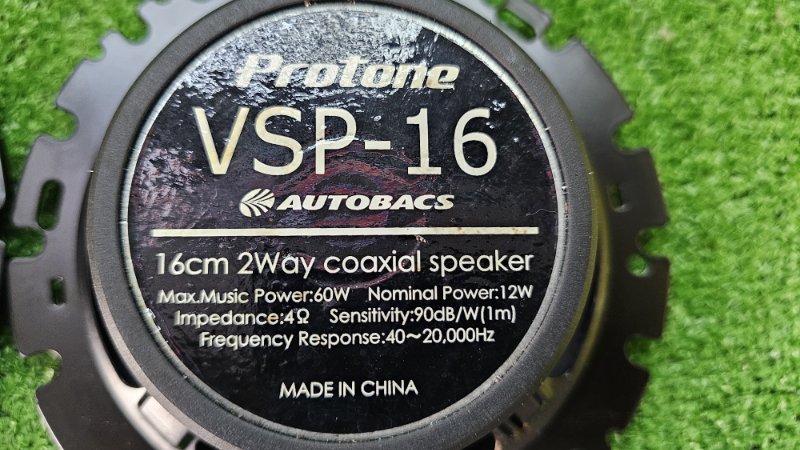 Protone
VSP-16
AUTOBACS
16cm 2Way coaxial speaker
Max.Music Power:60W Nominal Power:12W
Impedance:4Ω Sensitivity:90dB/W(1m)
Frequency Response:40〜20,000Hz
MADE IN CHINA